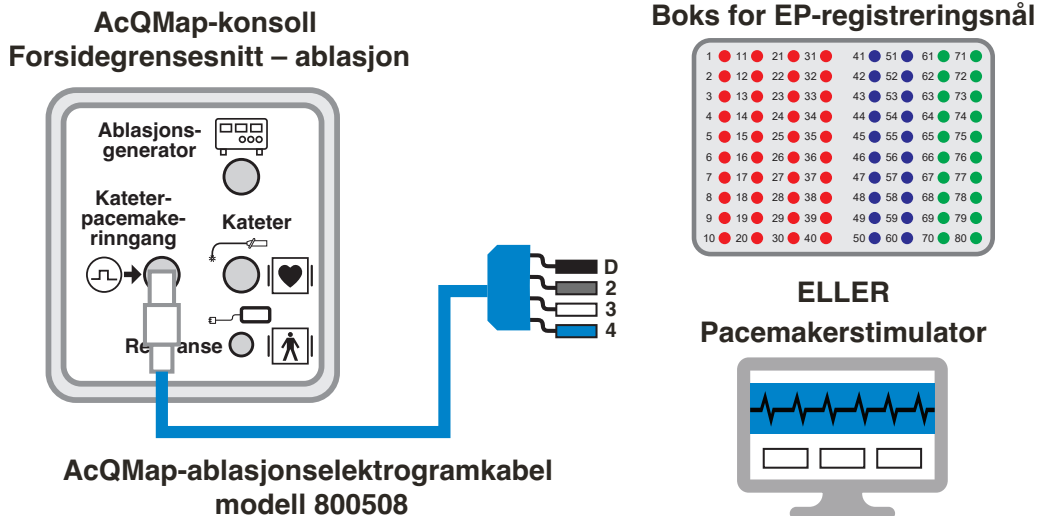 AcQMap-konsoll
Forsidegrensesnitt – ablasjon
Ablasjons-
generator
Kateter-
pacemake-
rinngang
Kateter
Re anse
D
2
3
4
AcQMap-ablasjonselektrogramkabel
modell 800508
Boks for EP-registreringsnål
1 11 21 31 41 51 61 71
2 12 22 32 42 52 62 72
3 13 23 33 43 53 63 73
4 14 24 34 44 54 64 74
5 15 25 35 45 55 65 75
6 16 26 36 46 56 66 76
7 17 27 37 47 57 67 77
8 18 28 38 48 58 68 78
9 19 29 39 49 59 69 79
10 20 30 40 50 60 70 80
ELLER
Pacemakerstimulator